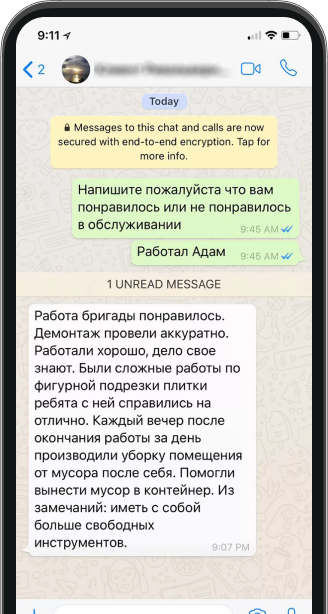 9:11
2
Today
Messages to this chat and calls are now
secured with end-to-end encryption. Tap for
more info.
Напишите пожалуйста что вам
понравилось или не понравилось
в обслуживании
9:45 AM
Работал Адам
9:45 AM
1 UNREAD MESSAGE
Работа бригады понравилось.
Демонтаж провели аккуратно.
Работали хорошо, дело свое
знают. Были сложные работы по
фигурной подрезки плитки
ребята с ней справились на
отлично. Каждый вечер после
окончания работы за день
производили уборку помещения
от мусора после себя. Помогли
вынести мусор в контейнер. Из
замечаний: иметь с собой
больше свободных
инструментов.
9:07 PM